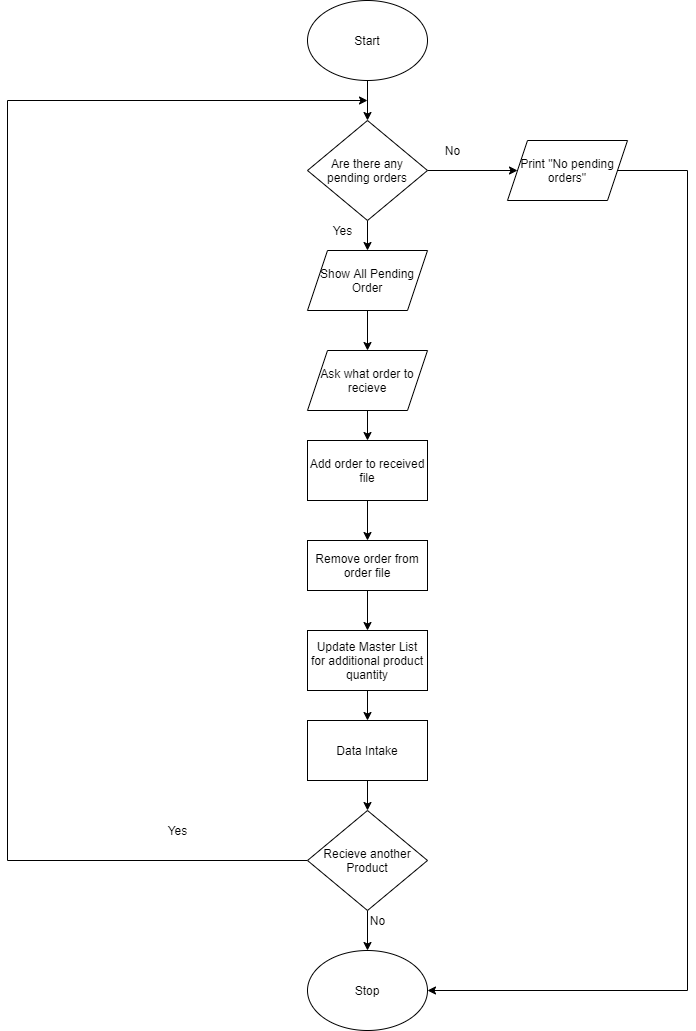 Start
Are there any
pending orders
No
Print "No pending
orders"
Yes
Show All Pending
Order
Ask what order to
recieve
Add order to received
file
Remove order from
order file
Update Master List
for additional product
quantity
Data Intake
Yes
Recieve another
Product
No
Stop